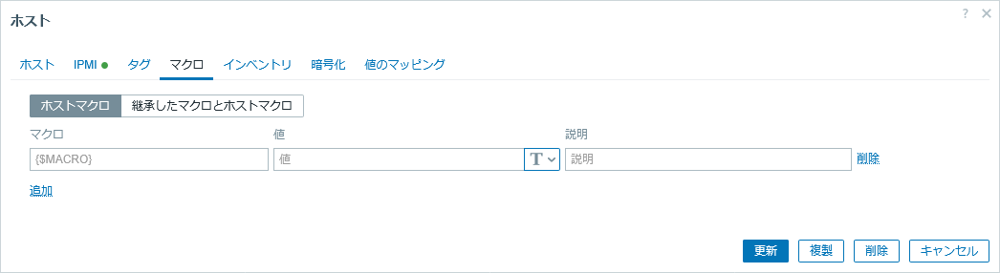 ホスト
? ×
ホスト IPMI タグ マクロ インベントリ 暗号化 値のマッピング
ホストマクロ 継承したマクロとホストマクロ
マクロ 値 説明
{$MACRO} 値 T 説明 削除
追加
更新 複製 削除 キャンセル